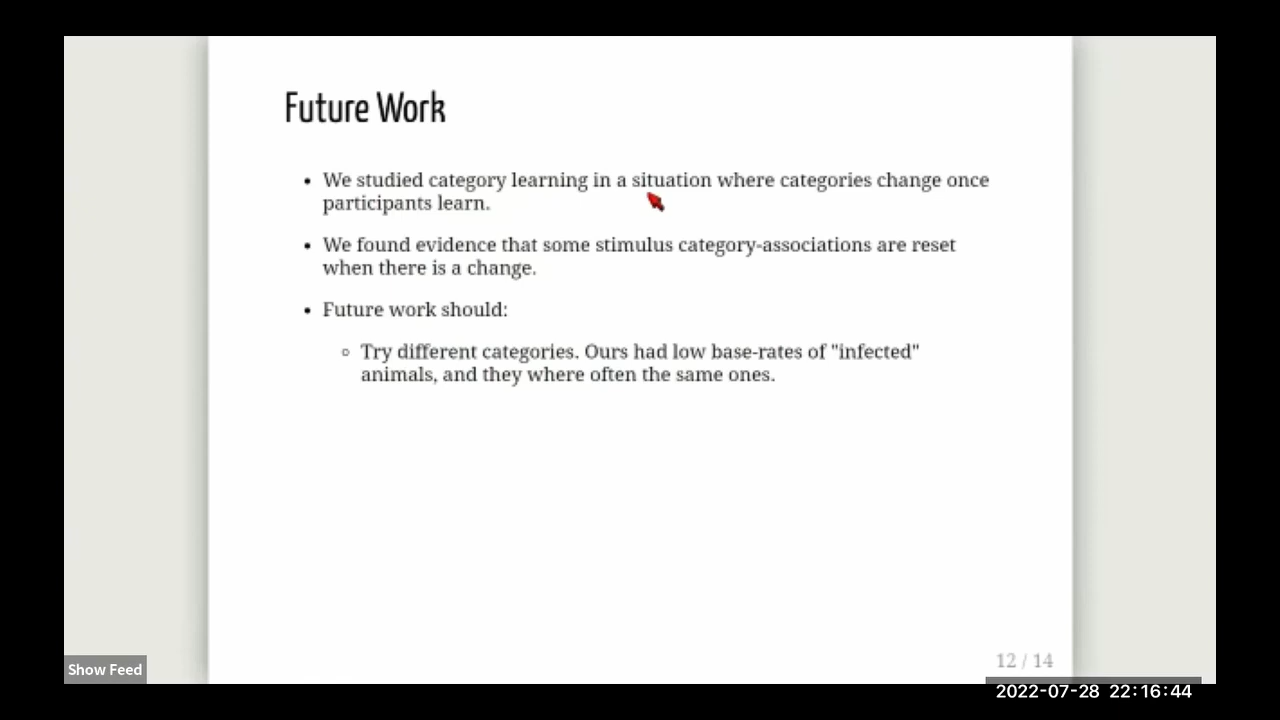 Future Work
• We studied category learning in a situation where categories change once
participants learn.
• We found evidence that some stimulus category-associations are reset
when there is a change.
• Future work should:
◦ Try different categories. Ours had low base-rates of "infected"
animals, and they where often the same ones.
12 / 14
Show Feed
2022-07-28 22:16:44